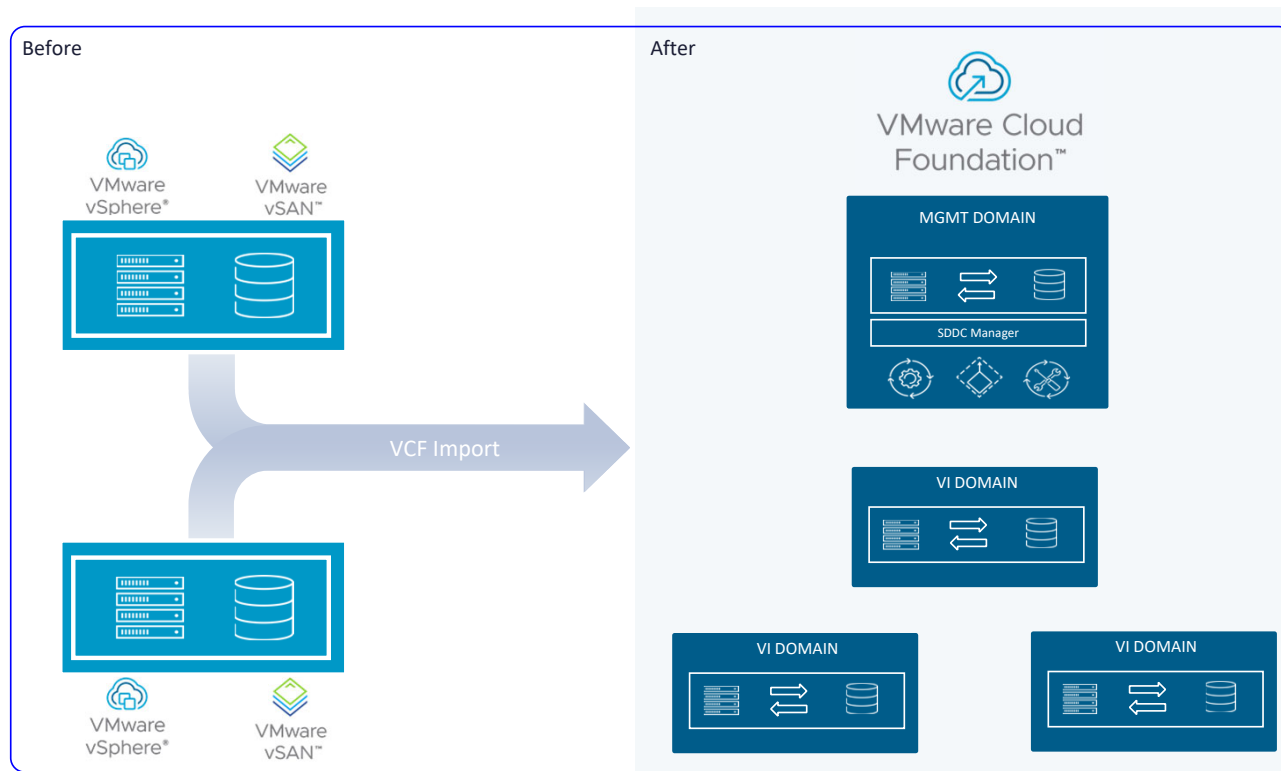 Before
After
VMware
vSphere®
VMware
vSAN™
VMware Cloud
Foundation™
MGMT DOMAIN
SDDC Manager
VCF Import
VI DOMAIN
VI DOMAIN
VI DOMAIN
VMware
vSphere®
VMware
vSAN™